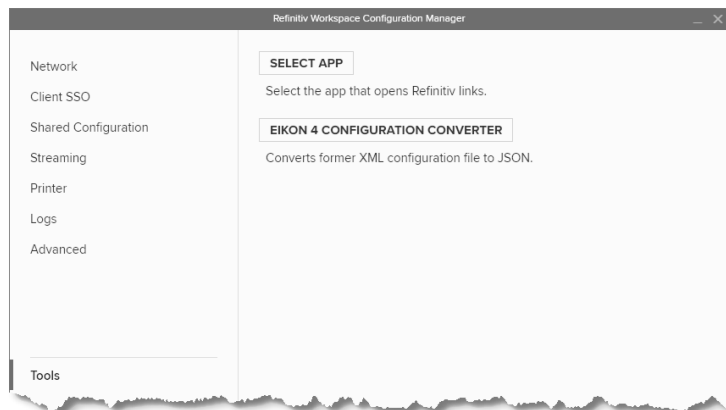 Refinitiv Workspace Configuration Manager
Network
Client SSO
Shared Configuration
Streaming
Printer
Logs
Advanced
Tools
SELECT APP
Select the app that opens Refinitiv links.
EIKON 4 CONFIGURATION CONVERTER
Converts former XML configuration file to JSON.